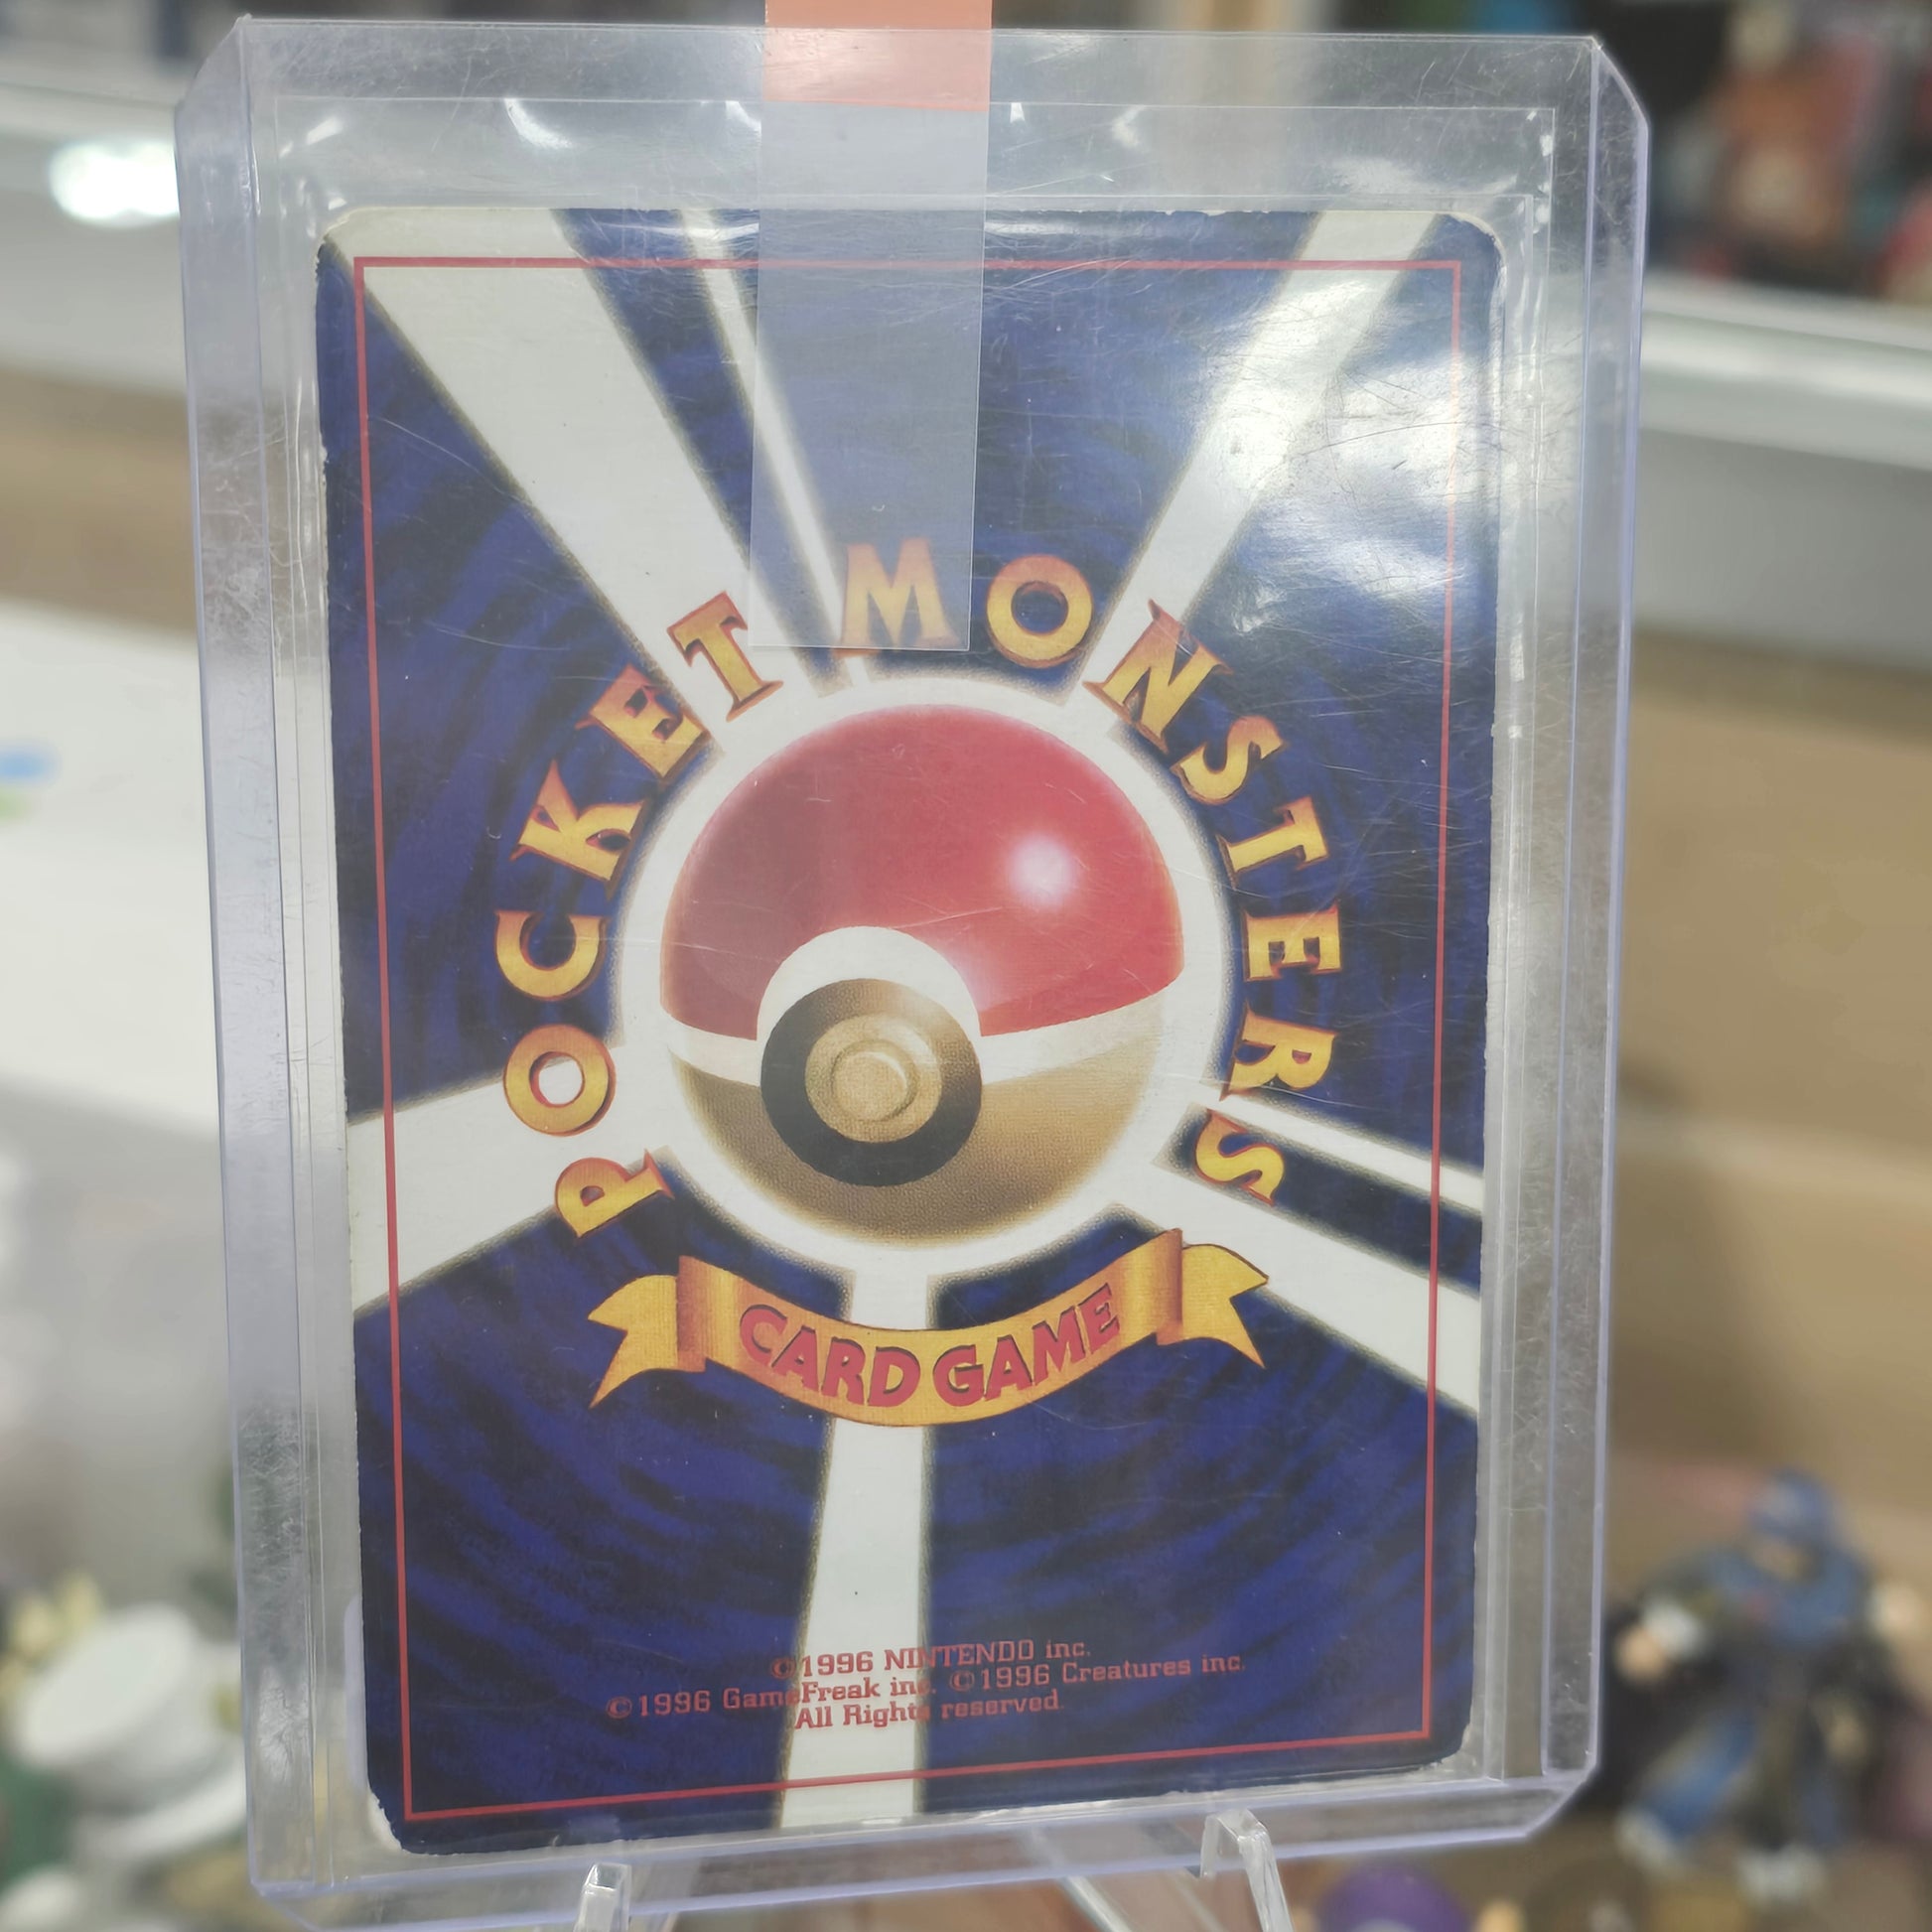 POCKET MONSTERS
CARD GAME
©1996 NINTENDO inc.
©1996 GameFreak inc. ©1996 Creatures inc.
All Rights reserved.